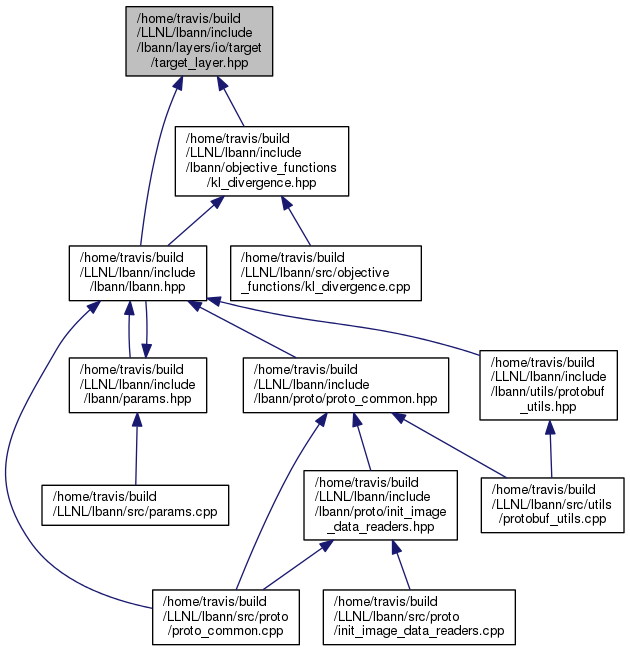 /home/travis/build
/LLNL/lbann/include
/lbann/layers/io/target
/target_layer.hpp
/home/travis/build
/LLNL/lbann/include
/lbann/objective_functions
/kl_divergence.hpp
/home/travis/build
/LLNL/lbann/include
/lbann/lbann.hpp
/home/travis/build
/LLNL/lbann/src/objective
_functions/kl_divergence.cpp
/home/travis/build
/LLNL/lbann/include
/lbann/params.hpp
/home/travis/build
/LLNL/lbann/include
/lbann/proto/proto_common.hpp
/home/travis/build
/LLNL/lbann/include
/lbann/utils/protobuf
_utils.hpp
/home/travis/build
/LLNL/lbann/src/params.cpp
/home/travis/build
/LLNL/lbann/include
/lbann/proto/init_image
_data_readers.hpp
/home/travis/build
/LLNL/lbann/src/utils
/protobuf_utils.cpp
/home/travis/build
/LLNL/lbann/src/proto
/proto_common.cpp
/home/travis/build
/LLNL/lbann/src/proto
/init_image_data_readers.cpp